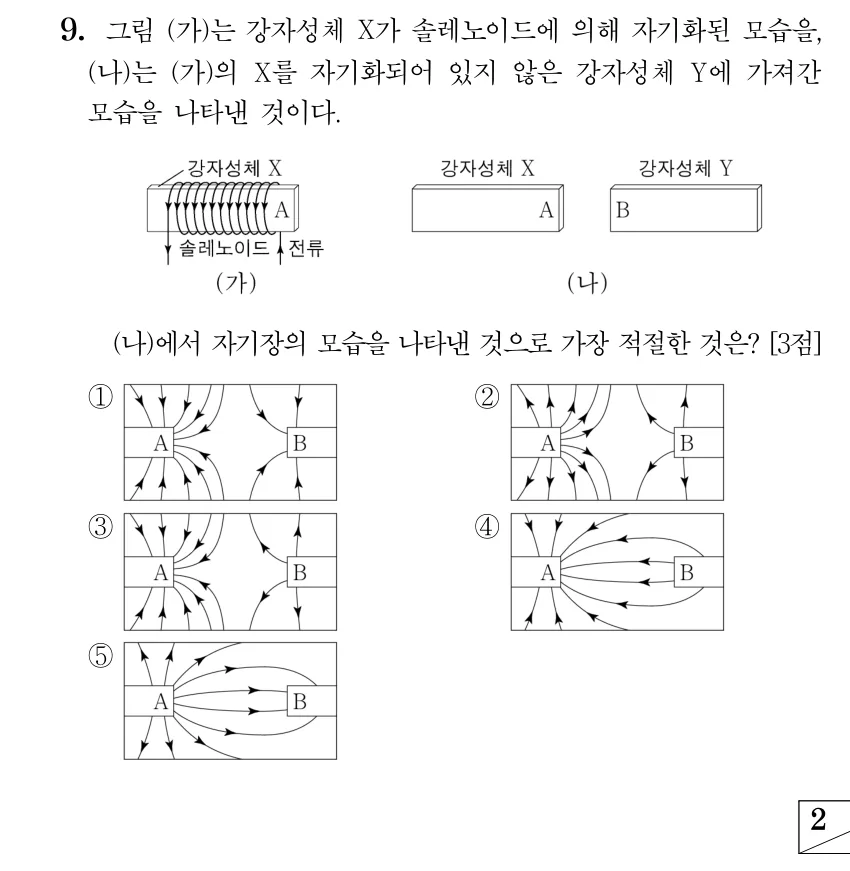 9. 그림 (가)는 강자성체 X가 솔레노이드에 의해 자기화된 모습을,
(나)는 (가)의 X를 자기화되어 있지 않은 강자성체 Y에 가져간
모습을 나타낸 것이다.
강자성체 X
A
솔레노이드
전류
(가)
강자성체 X
강자성체 Y
A
B
(나)
(나)에서 자기장의 모습을 나타낸 것으로 가장 적절한 것은? [3점]
①
A
B
②
A
B
③
A
B
④
A
B
⑤
A
B
2